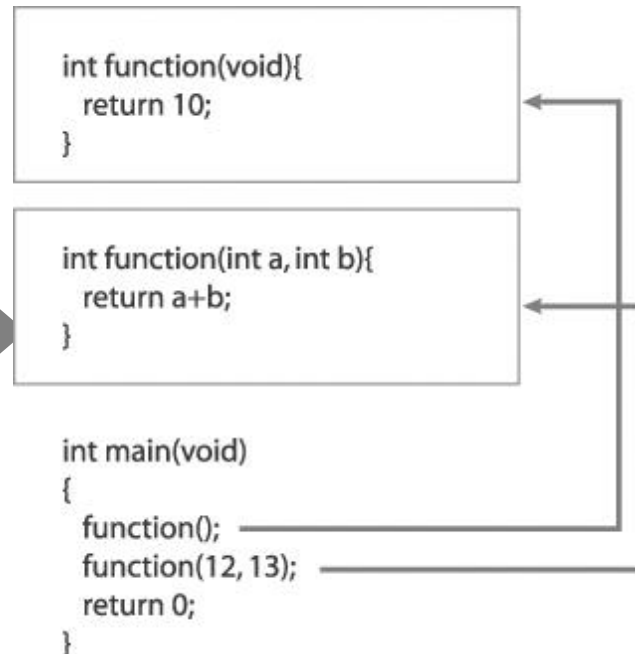 int function(void){
return 10;
}
int function(int a, int b){
return a+b;
}
int main(void)
{
function();
function(12, 13);
return 0;
}